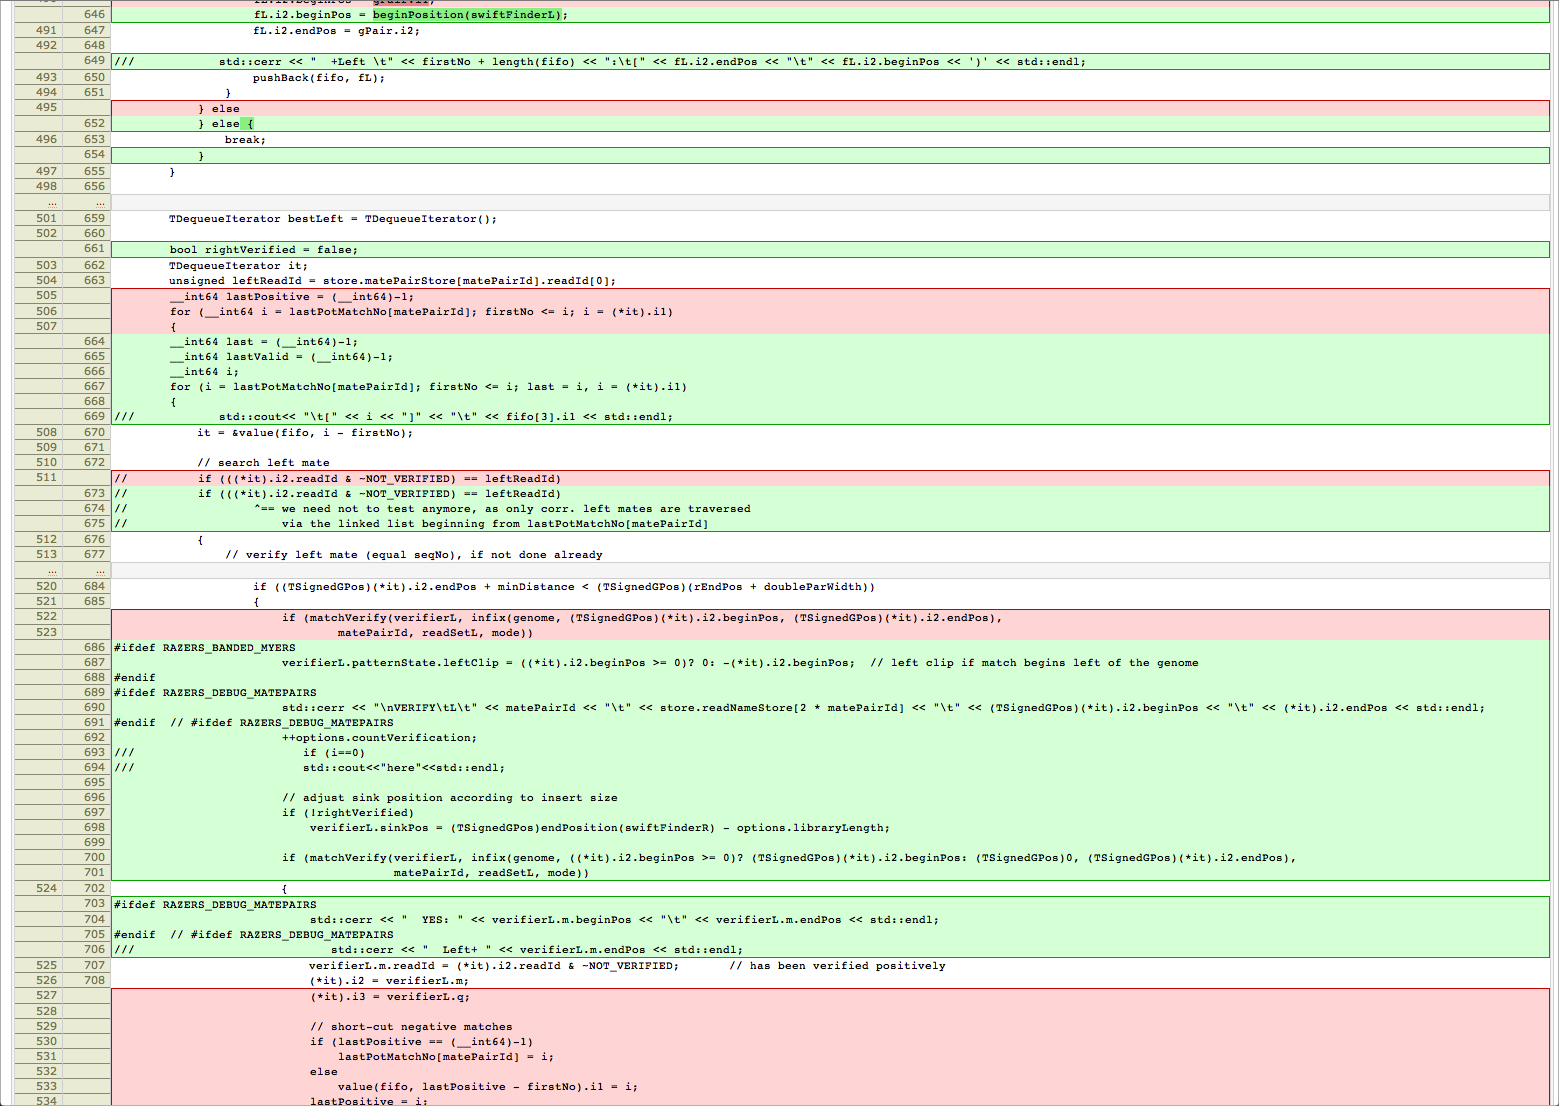 646 fL.i2.beginPos = beginPosition(swiftFinderL);
491 647 fL.i2.endPos = gPair.i2;
492 648
649 /// std::cerr << "  +Left \t" << firstNo + length(fifo) << ":\t[" << fL.i2.endPos << "\t" << fL.i2.beginPos << ')' << std::endl;
493 650 pushBack(fifo, fL);
494 651 }
495 } else
652 } else {
496 653 break;
654 }
497 655 }
498 656
... ...
501 659 TDequeueIterator bestLeft = TDequeueIterator();
502 660
661 bool rightVerified = false;
503 662 TDequeueIterator it;
504 663 unsigned leftReadId = store.matePairStore[matePairId].readId[0];
505 __int64 lastPositive = (__int64)-1;
506 for (__int64 i = lastPotMatchNo[matePairId]; firstNo <= i; i = (*it).i1)
507 {
664 __int64 last = (__int64)-1;
665 __int64 lastValid = (__int64)-1;
666 __int64 i;
667 for (i = lastPotMatchNo[matePairId]; firstNo <= i; last = i, i = (*it).i1)
668 {
669 /// std::cout<< "\t[" << i << "]" << "\t" << fifo[3].i1 << std::endl;
508 670 it = &value(fifo, i - firstNo);
509 671
510 672 // search left mate
511 // if (((*it).i2.readId & ~NOT_VERIFIED) == leftReadId)
673 // if (((*it).i2.readId & ~NOT_VERIFIED) == leftReadId)
674 // ^== we need not to test anymore, as only corr. left mates are traversed
675 // via the linked list beginning from lastPotMatchNo[matePairId]
512 676 {
513 677 // verify left mate (equal seqNo), if not done already
... ...
520 684 if ((TSignedGPos)(*it).i2.endPos + minDistance < (TSignedGPos)(rEndPos + doubleParWidth))
521 685 {
522 if (matchVerify(verifierL, infix(genome, (TSignedGPos)(*it).i2.beginPos, (TSignedGPos)(*it).i2.endPos),
523 matePairId, readSetL, mode))
686 #ifdef RAZERS_BANDED_MYERS
687 verifierL.patternState.leftClip = ((*it).i2.beginPos >= 0)? 0: -(*it).i2.beginPos;  // left clip if match begins left of the genome
688 #endif
689 #ifdef RAZERS_DEBUG_MATEPAIRS
690 std::cerr << "\nVERIFY\tL\t" << matePairId << "\t" << store.readNameStore[2 * matePairId] << "\t" << (TSignedGPos)(*it).i2.beginPos << "\t" << (*it).i2.endPos << std::endl;
691 #endif  // #ifdef RAZERS_DEBUG_MATEPAIRS
692 ++options.countVerification;
693 /// if (i==0)
694 /// std::cout<<"here"<<std::endl;
695
696 // adjust sink position according to insert size
697 if (!rightVerified)
698 verifierL.sinkPos = (TSignedGPos)endPosition(swiftFinderR) - options.libraryLength;
699
700 if (matchVerify(verifierL, infix(genome, ((*it).i2.beginPos >= 0)? (TSignedGPos)(*it).i2.beginPos: (TSignedGPos)0, (TSignedGPos)(*it).i2.endPos),
701 matePairId, readSetL, mode))
524 702 {
703 #ifdef RAZERS_DEBUG_MATEPAIRS
704 std::cerr << "  YES: " << verifierL.m.beginPos << "\t" << verifierL.m.endPos << std::endl;
705 #endif  // #ifdef RAZERS_DEBUG_MATEPAIRS
706 /// std::cerr << "  Left+ " << verifierL.m.endPos << std::endl;
525 707 verifierL.m.readId = (*it).i2.readId & ~NOT_VERIFIED;       // has been verified positively
526 708 (*it).i2 = verifierL.m;
527 (*it).i3 = verifierL.q;
528
529 // short-cut negative matches
530 if (lastPositive == (__int64)-1)
531 lastPotMatchNo[matePairId] = i;
532 else
533 value(fifo, lastPositive - firstNo).i1 = i;
534 lastPositive = i;